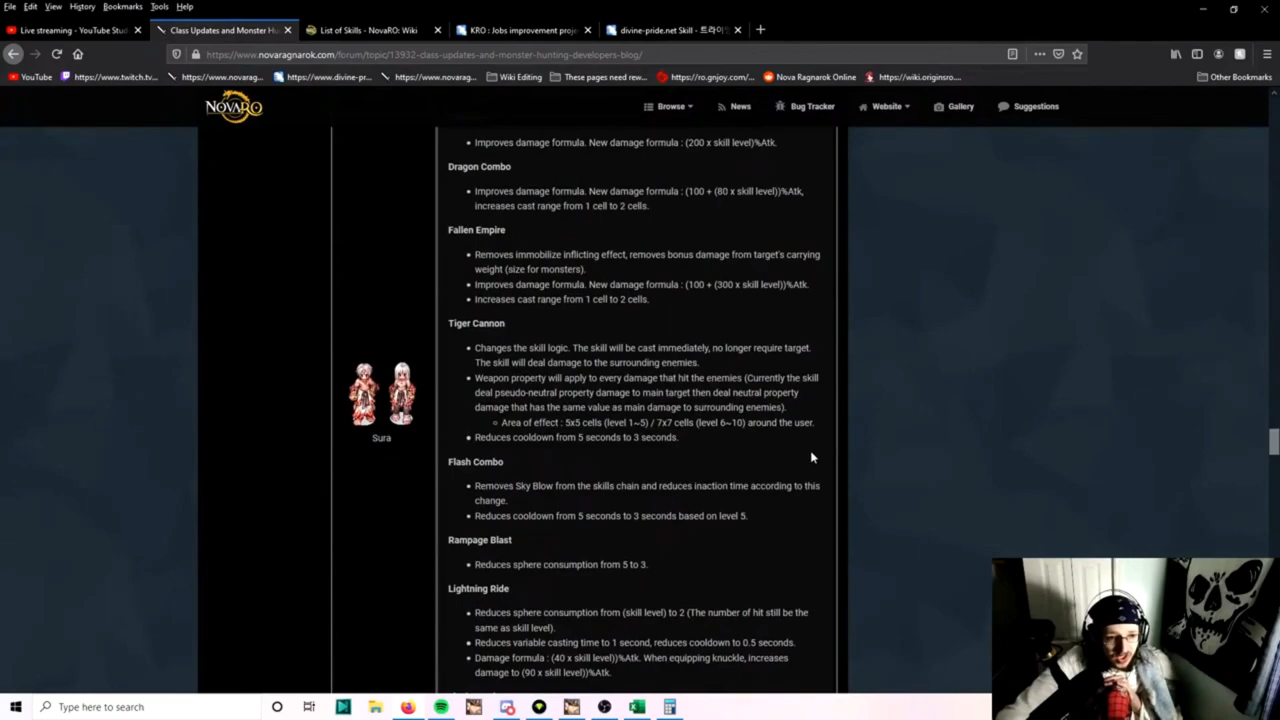 File Edit View History Bookmarks Tools Help
Live streaming - YouTube Stud
Class Updates and Monster Hu
List of Skills - NovaRO: Wiki
KRO : Jobs improvement proje
divine-pride.net Skill - 트라이앵
https://www.novaragnarok.com/forum/topic/13932-class-updates-and-monster-hunting-developers-blog/
YouTube
https://www.twitch.tv...
https://www.novarag...
https://www.divine-pr...
https://www.novarag...
Wiki Editing
These pages need rew...
https://ro.gnjoy.com/...
Nova Ragnarok Online
https://wiki.originsro....
Other Bookmarks
NOVARO
Browse
News
Bug Tracker
Website
Gallery
Suggestions
Improves damage formula. New damage formula : (200 x skill level)%Atk.
Dragon Combo
Improves damage formula. New damage formula : (100 + (80 x skill level))%Atk,
increases cast range from 1 cell to 2 cells.
Fallen Empire
Removes immobilize inflicting effect, removes bonus damage from target's carrying
weight (size for monsters).
Improves damage formula. New damage formula : (100 + (300 x skill level))%Atk.
Increases cast range from 1 cell to 2 cells.
Tiger Cannon
Changes the skill logic. The skill will be cast immediately, no longer require target.
The skill will deal damage to the surrounding enemies.
Weapon property will apply to every damage that hit the enemies (Currently the skill
deal pseudo-neutral property damage to main target then deal neutral property
damage that has the same value as main damage to surrounding enemies).
Area of effect : 5x5 cells (level 1~5) / 7x7 cells (level 6~10) around the user.
Reduces cooldown from 5 seconds to 3 seconds.
Sura
Flash Combo
Removes Sky Blow from the skills chain and reduces inaction time according to this
change.
Reduces cooldown from 5 seconds to 3 seconds based on level 5.
Rampage Blast
Reduces sphere consumption from 5 to 3.
Lightning Ride
Reduces sphere consumption from (skill level) to 2 (The number of hit still be the
same as skill level).
Reduces variable casting time to 1 second, reduces cooldown to 0.5 seconds.
Damage formula : (40 x skill level))%Atk. When equipping knuckle, increases
damage to (90 x skill level))%Atk.
Type here to search